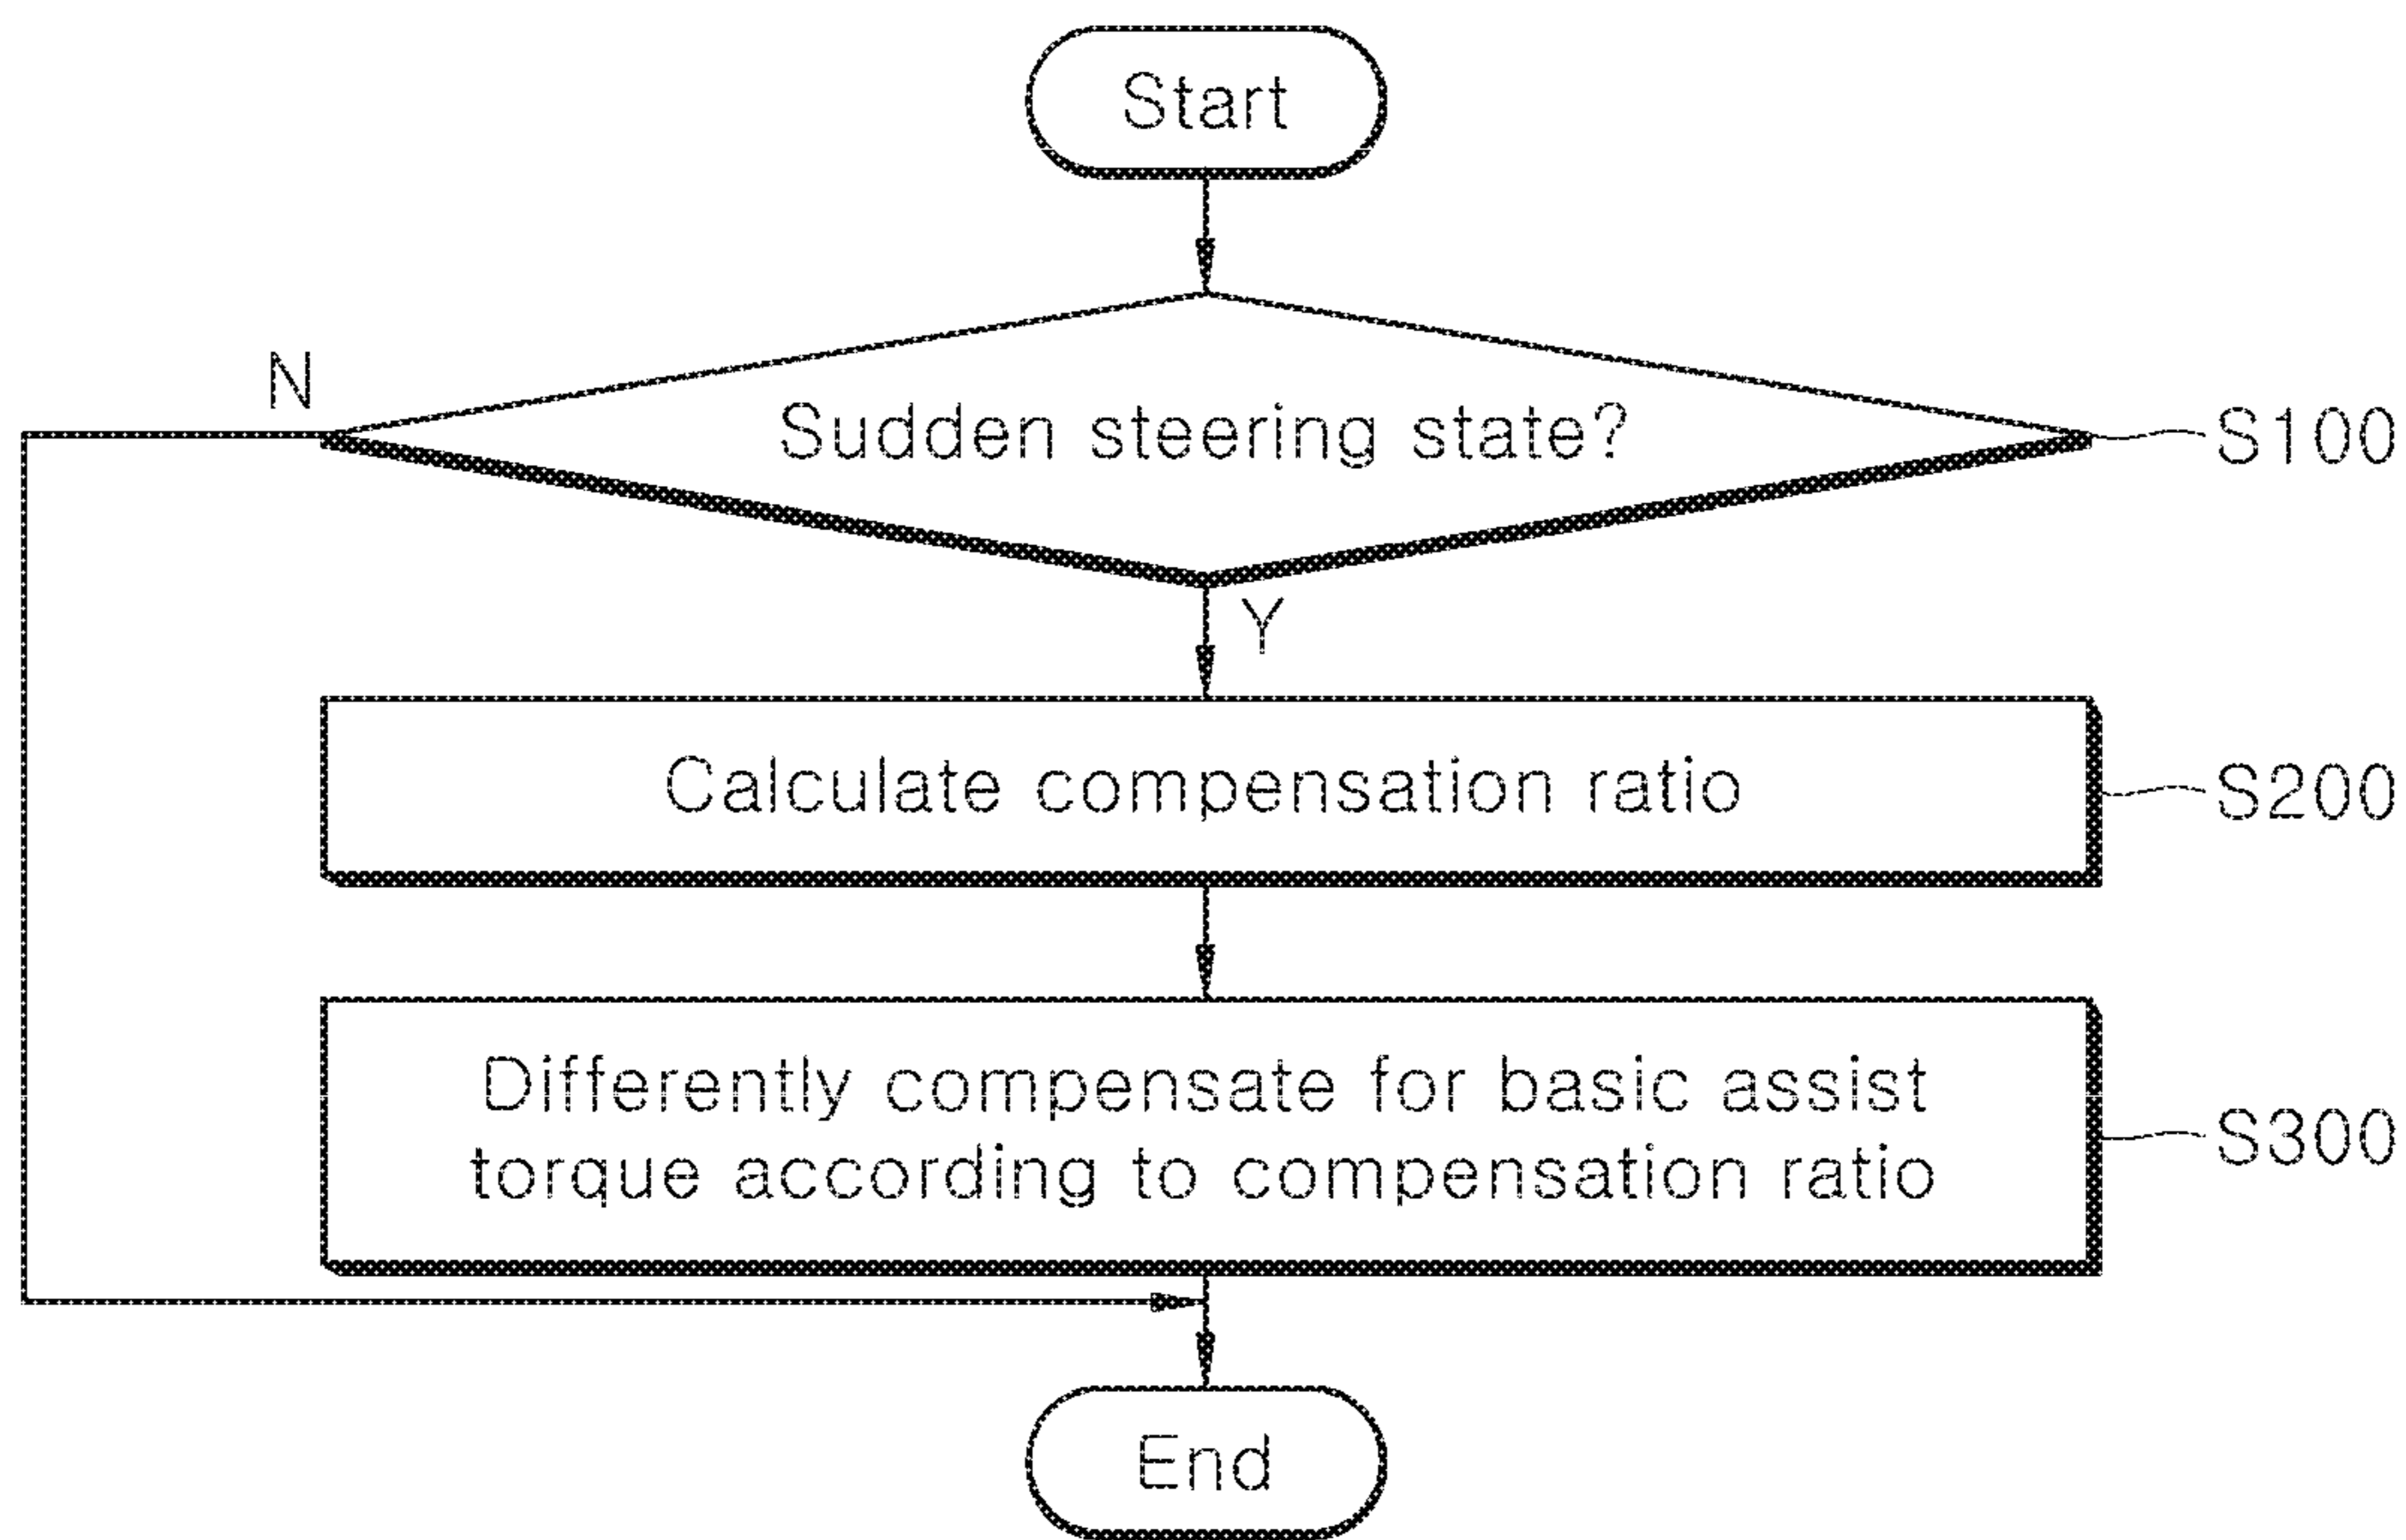 Start
N
Sudden steering state?
S100
Y
Calculate compensation ratio
S200
Differently compensate for basic assist
torque according to compensation ratio
S300
End